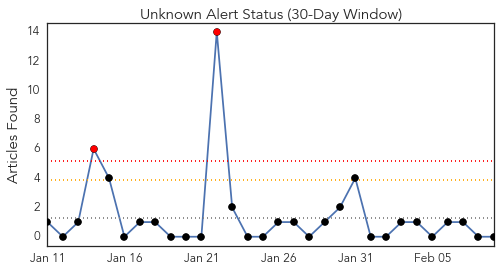 Unknown Alert Status (30-Day Window)
Articles Found
14
12
10
8
6
4
2
0
Jan 11 Jan 16 Jan 21 Jan 26 Jan 31 Feb 05